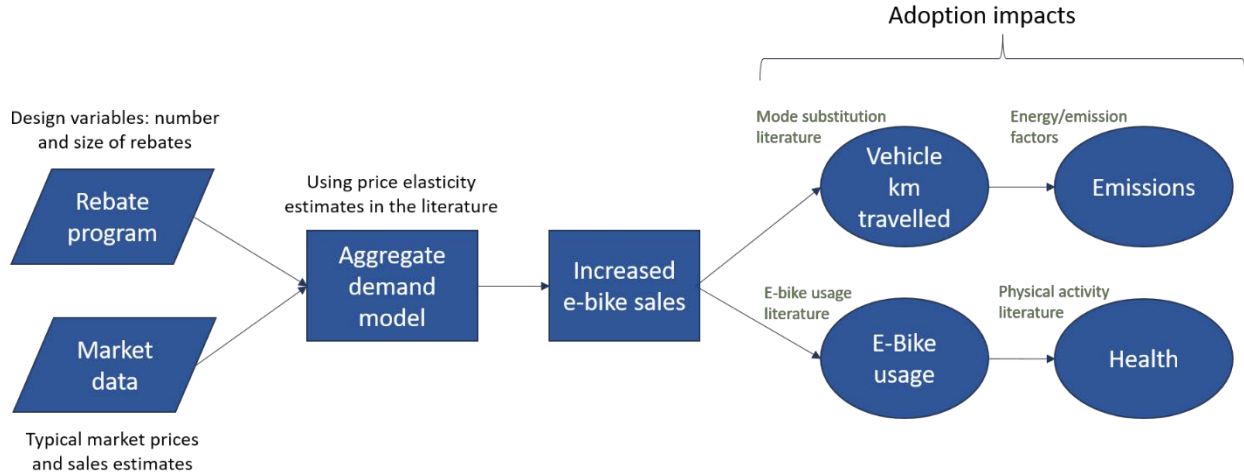 Adoption impacts
Design variables: number
and size of rebates
Rebate
program
Market
data
Typical market prices
and sales estimates
Using price elasticity
estimates in the literature
Aggregate
demand
model
Increased
e-bike sales
Mode substitution
literature
Vehicle
km
travelled
Energy/emission
factors
Emissions
E-bike usage
literature
E-Bike
usage
Physical activity
literature
Health